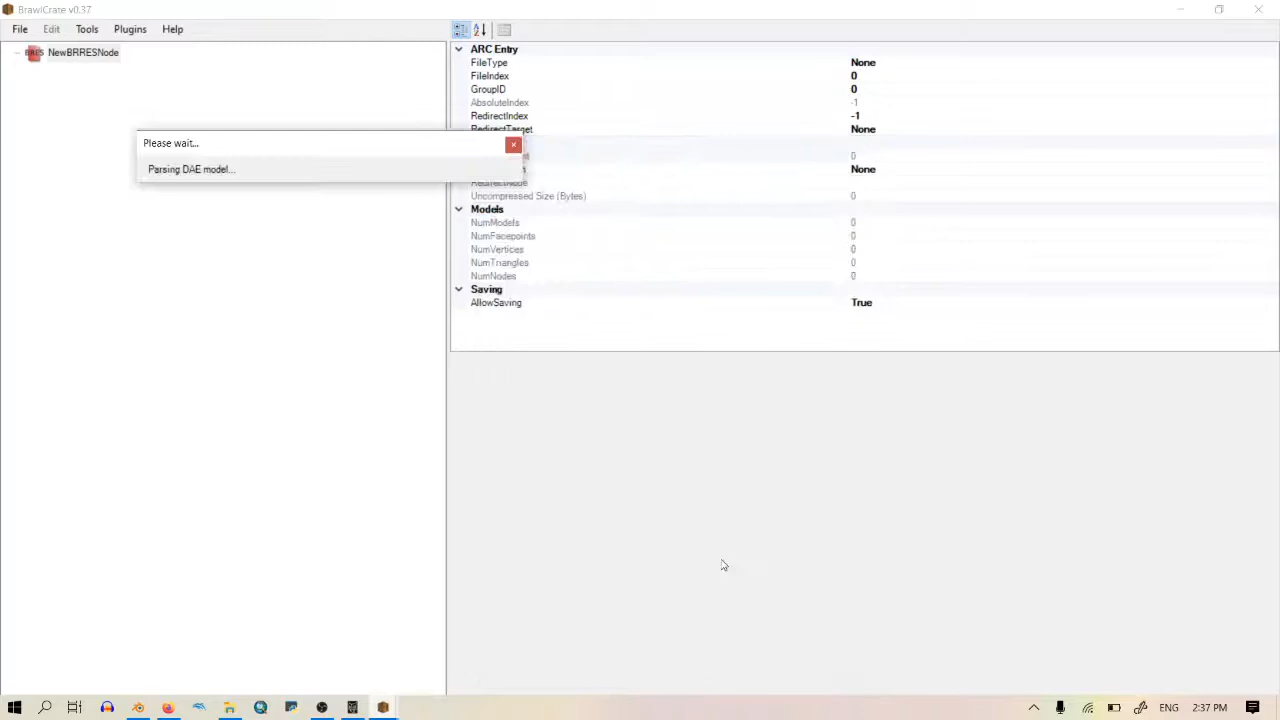 BrawlCrate v0.37
File Edit Tools Plugins Help
BRES NewBRRESNode
ARC Entry
FileType None
FileIndex 0
GroupID 0
AbsoluteIndex -1
RedirectIndex -1
RedirectTarget None
Please wait...
Parsing DAE model...
0
None
RedirectNode
Uncompressed Size (Bytes) 0
Models
NumModels 0
NumFacepoints 0
NumVertices 0
NumTriangles 0
NumNodes 0
Saving
AllowSaving True
ENG 2:37 PM